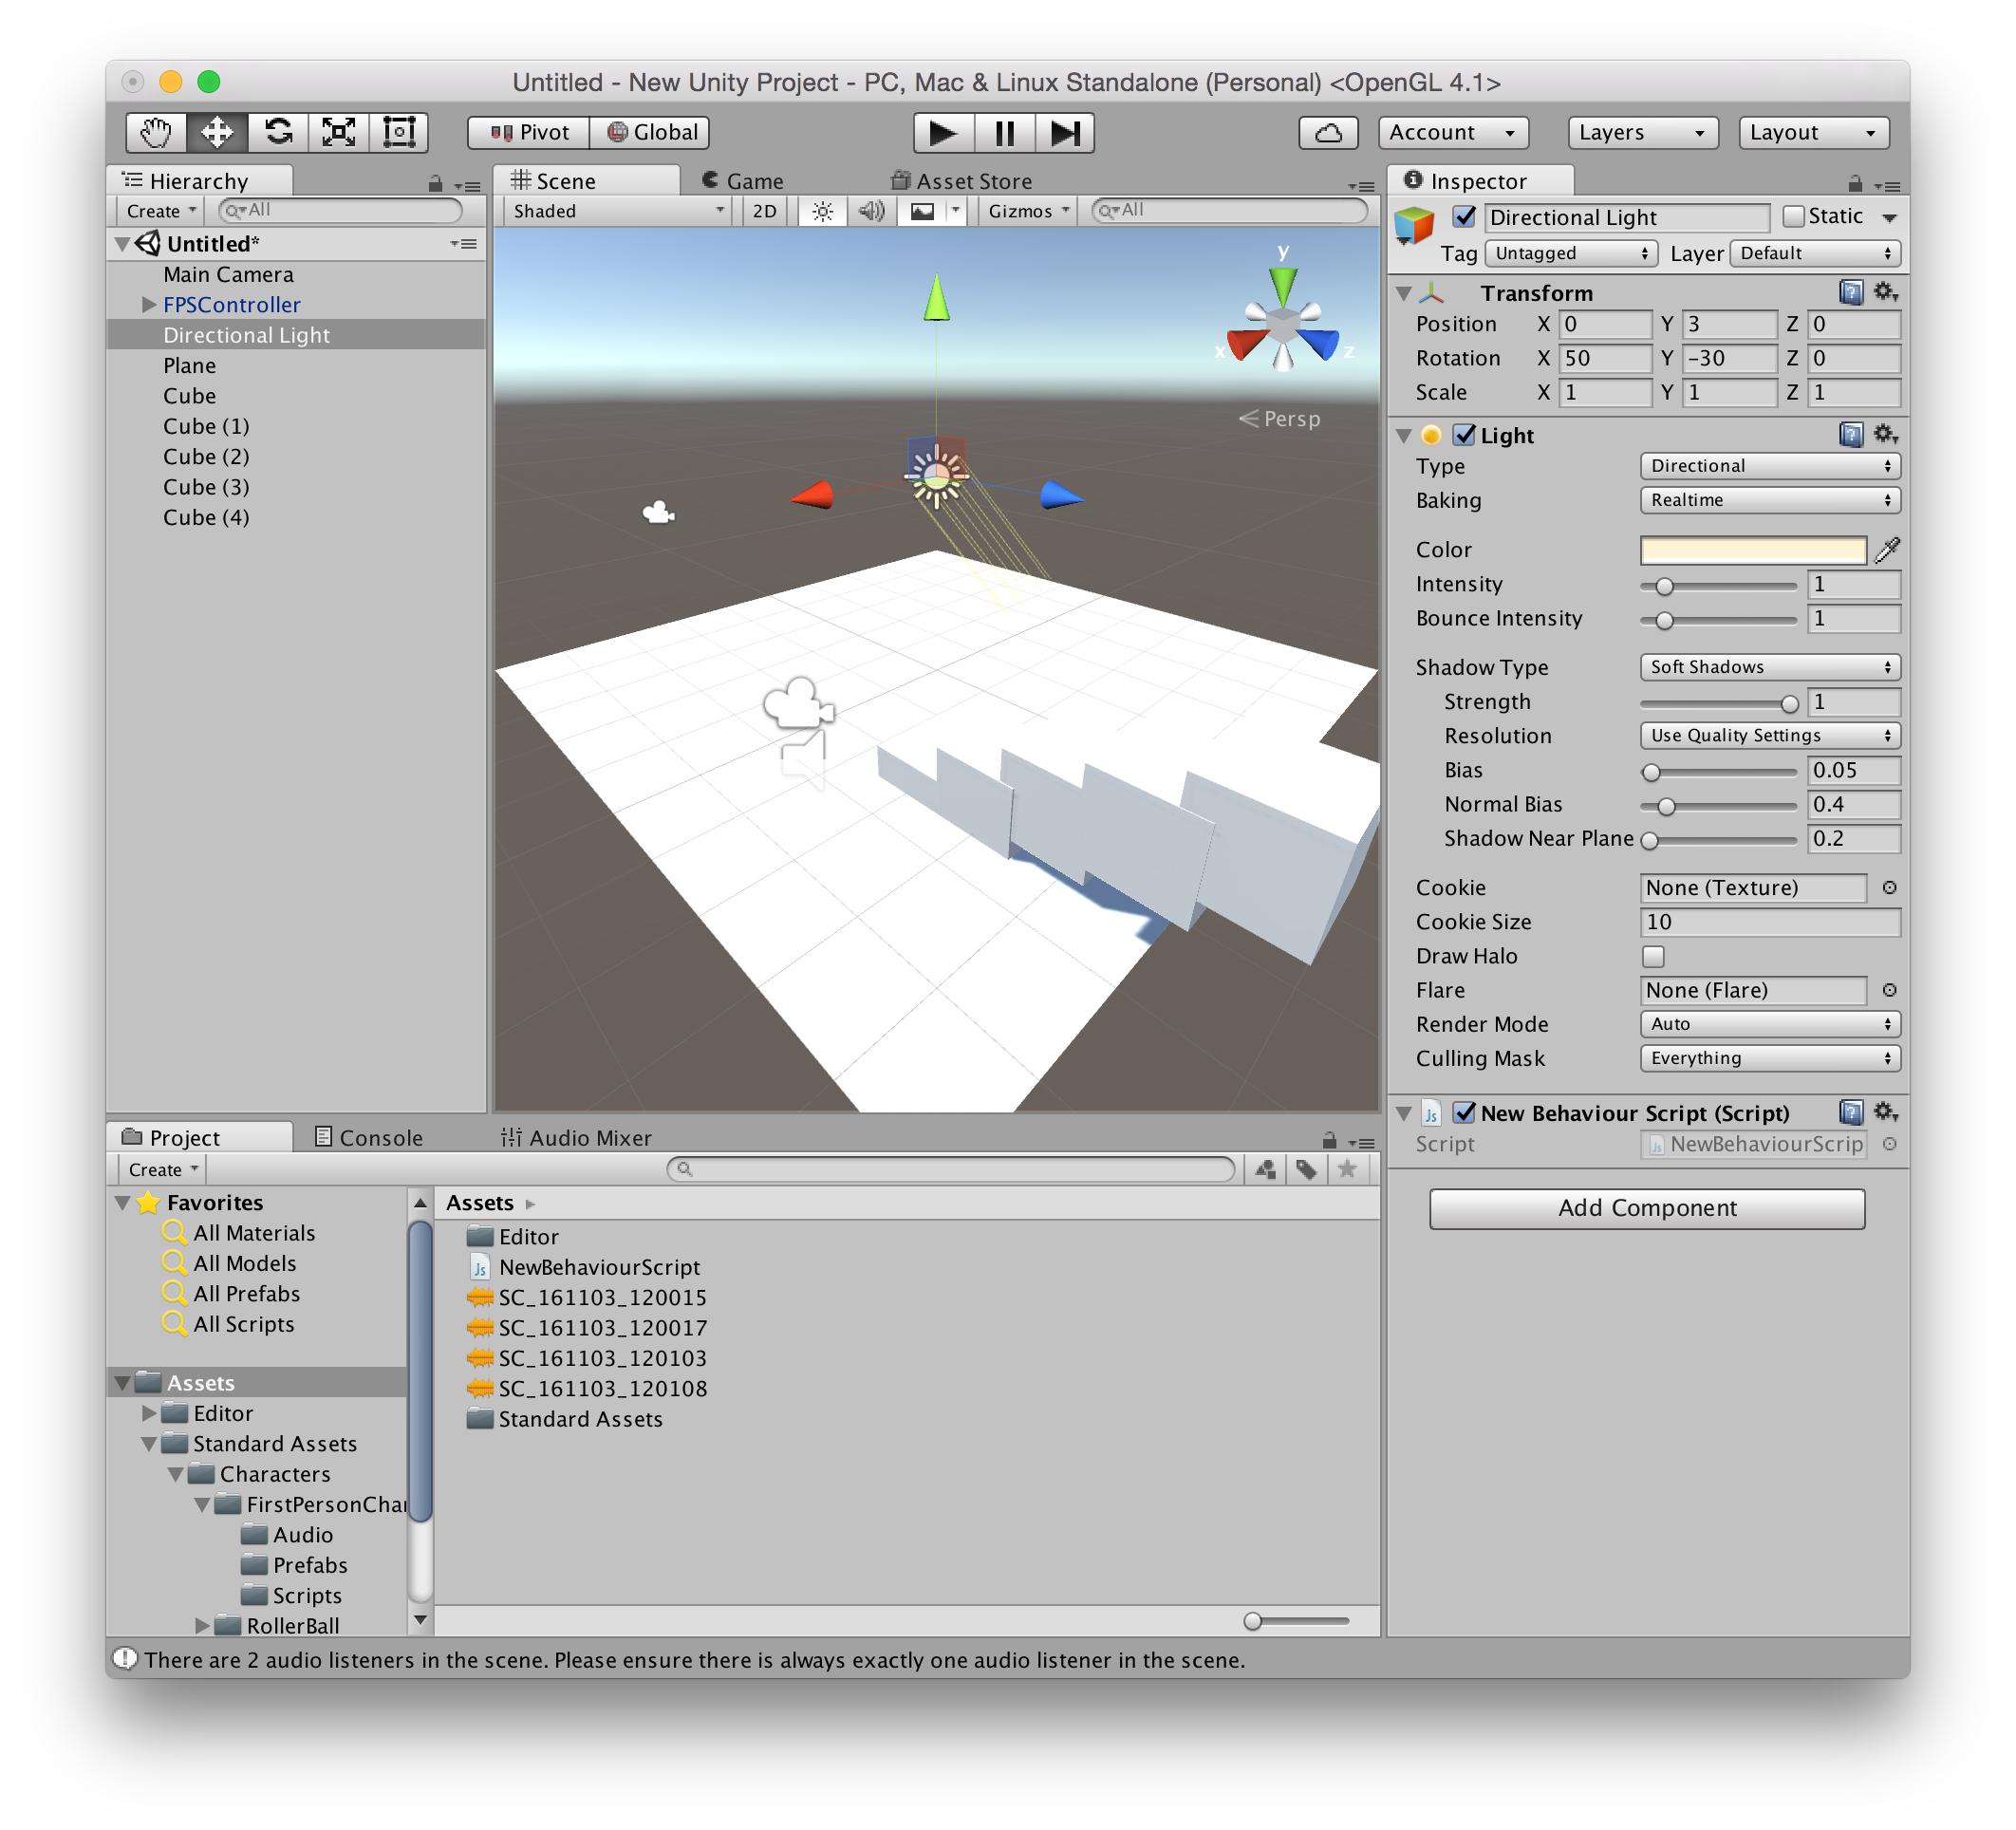 Untitled - New Unity Project - PC, Mac & Linux Standalone (Personal) <OpenGL 4.1>
Pivot Global Account Layers Layout
Hierarchy
Create All
Untitled*
Main Camera
FPSController
Directional Light
Plane
Cube
Cube (1)
Cube (2)
Cube (3)
Cube (4)
Scene Game Asset Store
Shaded 2D Gizmos All
y
x z
Persp
Inspector
Directional Light Static
Tag Untagged Layer Default
Transform
Position X 0 Y 3 Z 0
Rotation X 50 Y -30 Z 0
Scale X 1 Y 1 Z 1
Light
Type Directional
Baking Realtime
Color
Intensity 1
Bounce Intensity 1
Shadow Type Soft Shadows
Strength 1
Resolution Use Quality Settings
Bias 0.05
Normal Bias 0.4
Shadow Near Plane 0.2
Cookie None (Texture)
Cookie Size 10
Draw Halo
Flare None (Flare)
Render Mode Auto
Culling Mask Everything
Js New Behaviour Script (Script)
Script Js NewBehaviourScrip
Add Component
Project Console Audio Mixer
Create
Favorites
All Materials
All Models
All Prefabs
All Scripts
Assets
Editor
Standard Assets
Characters
FirstPersonChar
Audio
Prefabs
Scripts
RollerBall
Assets
Editor
Js NewBehaviourScript
SC_161103_120015
SC_161103_120017
SC_161103_120103
SC_161103_120108
Standard Assets
There are 2 audio listeners in the scene. Please ensure there is always exactly one audio listener in the scene.